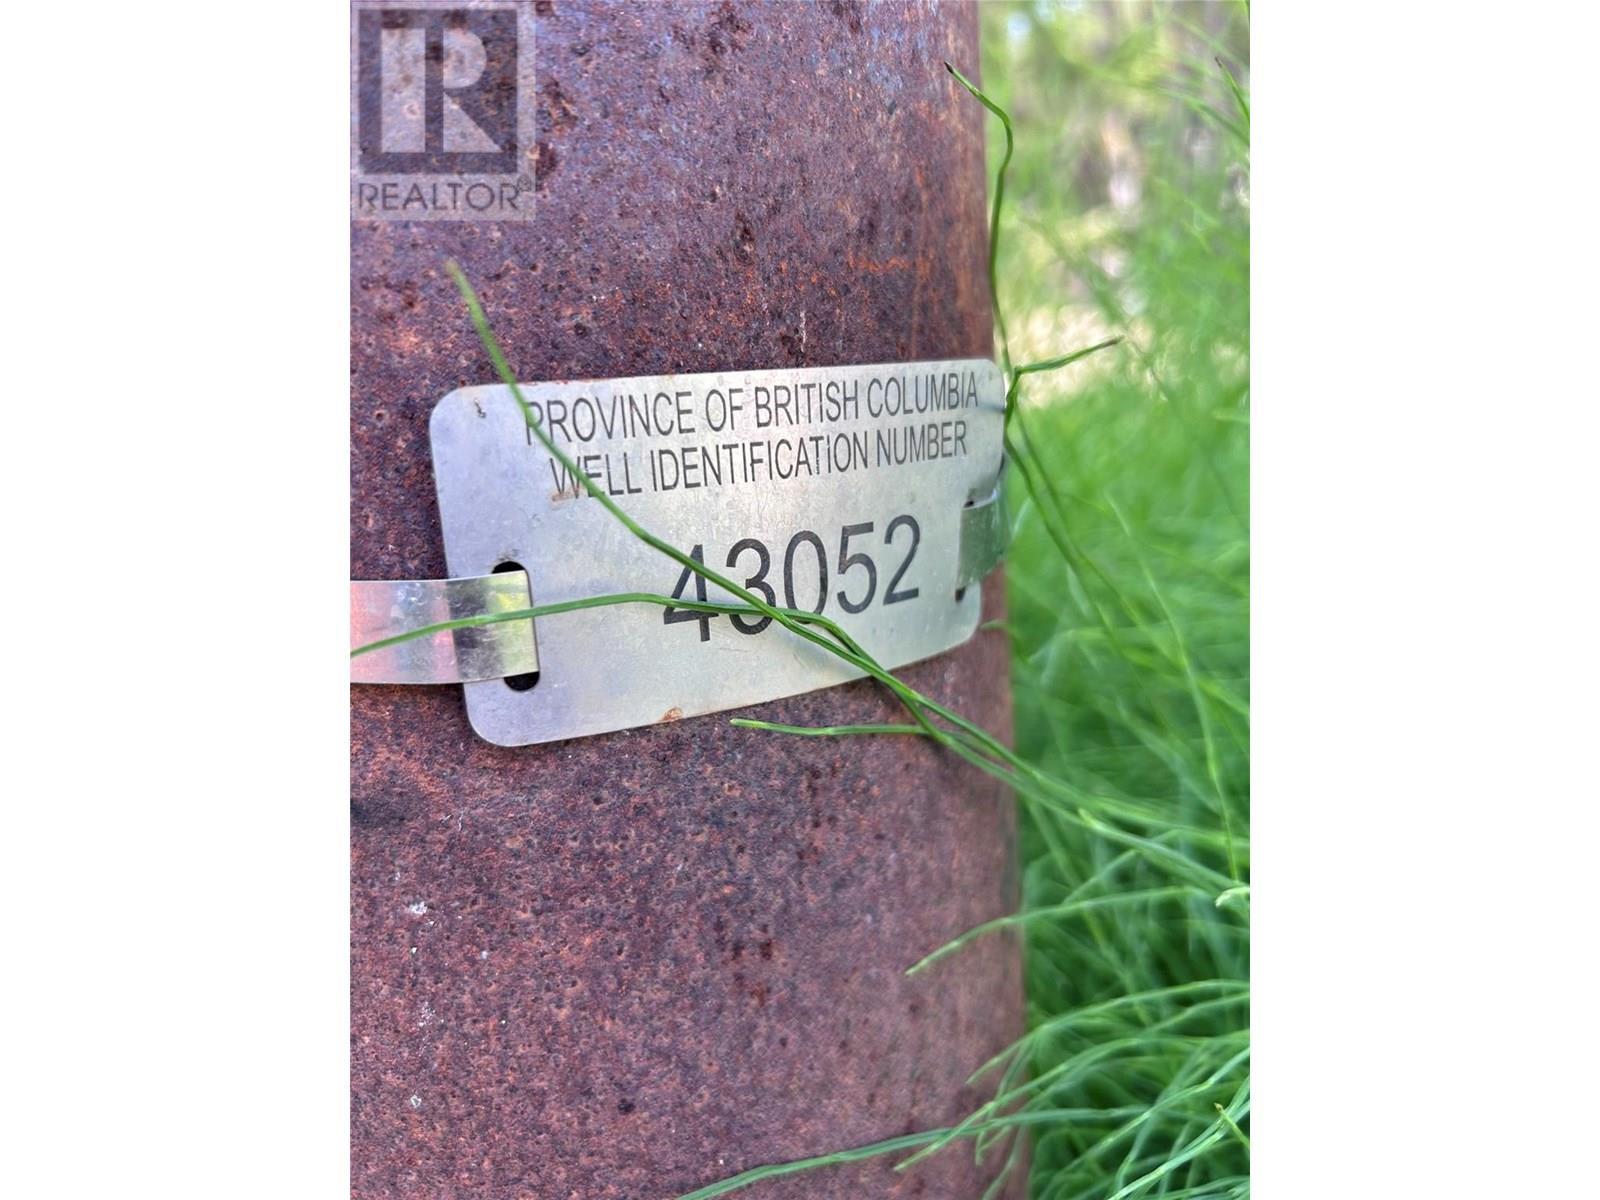 R
REALTOR®
PROVINCE OF BRITISH COLUMBIA
WELL IDENTIFICATION NUMBER
43052